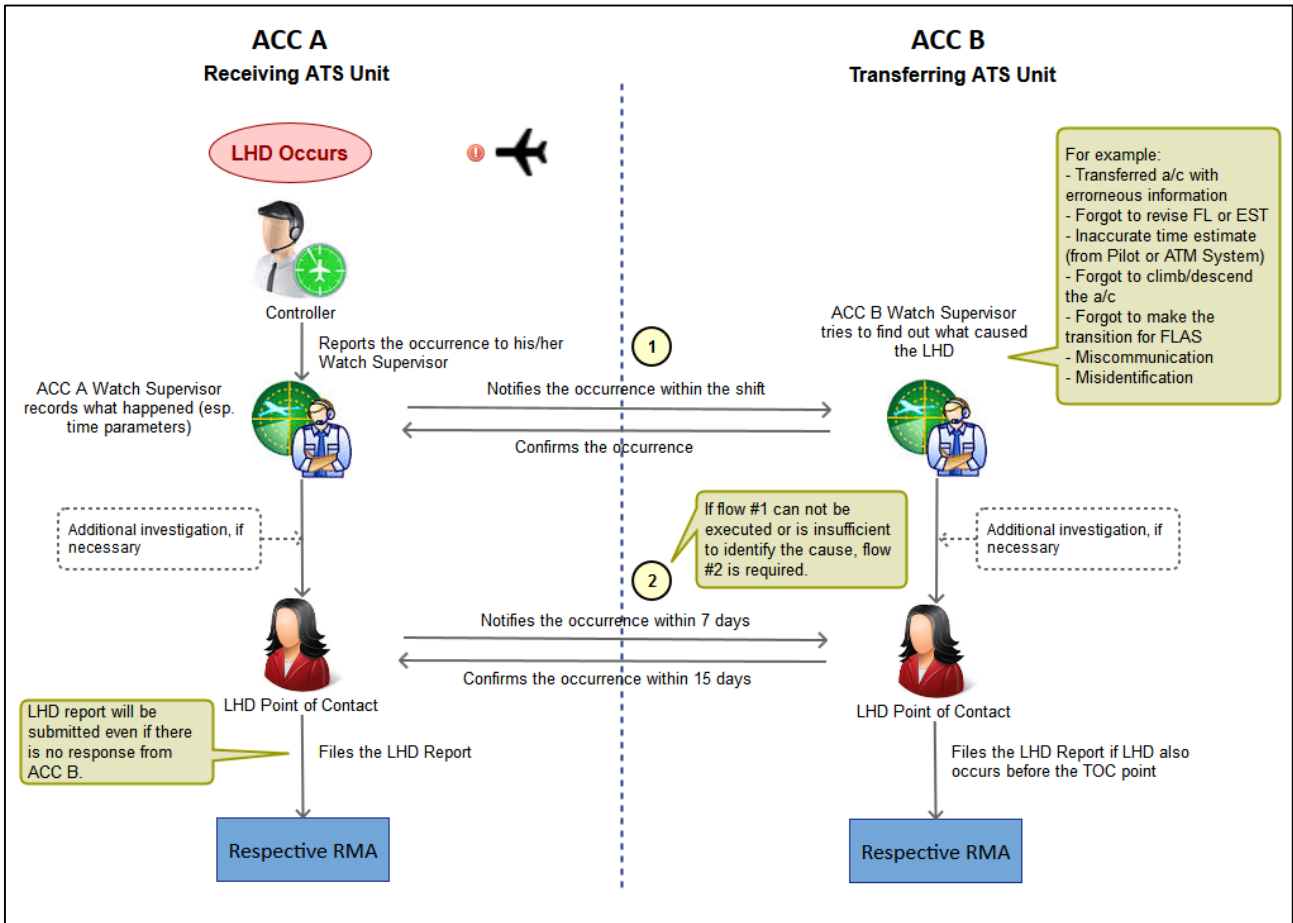 ACC A
Receiving ATS Unit
ACC B
Transferring ATS Unit
LHD Occurs
For example:
- Transferred a/c with
errorneous information
- Forgot to revise FL or EST
- Inaccurate time estimate
(from Pilot or ATM System)
- Forgot to climb/descend
the a/c
- Forgot to make the
transition for FLAS
- Miscommunication
- Misidentification
Controller
Reports the occurrence to his/her
Watch Supervisor
1
ACC B Watch Supervisor
tries to find out what caused
the LHD
ACC A Watch Supervisor
records what happened (esp.
time parameters)
Notifies the occurrence within the shift
Confirms the occurrence
Additional investigation, if
necessary
If flow #1 can not be
executed or is insufficient
to identify the cause, flow
#2 is required.
Additional investigation, if
necessary
2
Notifies the occurrence within 7 days
Confirms the occurrence within 15 days
LHD Point of Contact
LHD Point of Contact
LHD report will be
submitted even if there
is no response from
ACC B.
Files the LHD Report
Files the LHD Report if LHD also
occurs before the TOC point
Respective RMA
Respective RMA